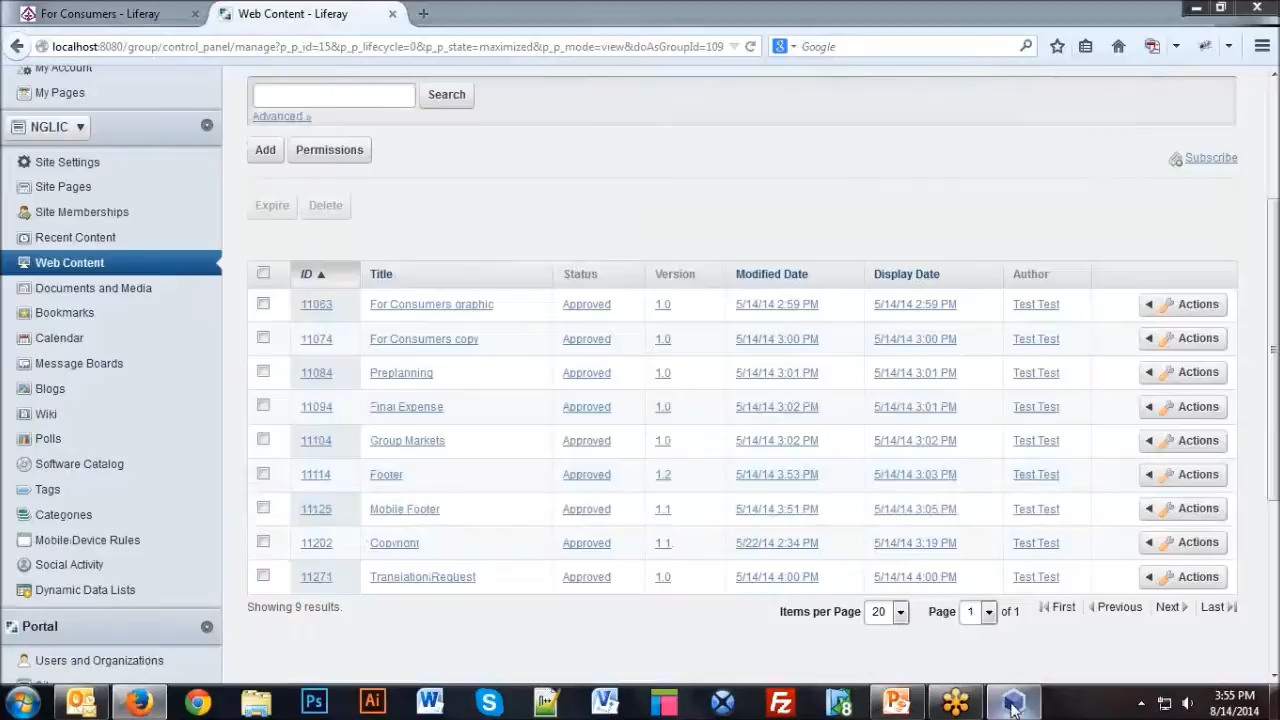 For Consumers - Liferay
Web Content - Liferay
localhost:8080/group/control_panel/manage?p_p_id=15&p_p_lifecycle=0&p_p_state=maximized&p_p_mode=view&doAsGroupId=109
Google
My Account
My Pages
NGLIC
Site Settings
Site Pages
Site Memberships
Recent Content
Web Content
Documents and Media
Bookmarks
Calendar
Message Boards
Blogs
Wiki
Polls
Software Catalog
Tags
Categories
Mobile Device Rules
Social Activity
Dynamic Data Lists
Portal
Users and Organizations
Search
Advanced »
Add Permissions
Subscribe
Expire Delete
ID ▲ Title Status Version Modified Date Display Date Author
11063 For Consumers graphic Approved 1.0 5/14/14 2:59 PM 5/14/14 2:59 PM Test Test Actions
11074 For Consumers copy Approved 1.0 5/14/14 3:00 PM 5/14/14 3:00 PM Test Test Actions
11084 Preplanning Approved 1.0 5/14/14 3:01 PM 5/14/14 3:01 PM Test Test Actions
11094 Final Expense Approved 1.0 5/14/14 3:02 PM 5/14/14 3:01 PM Test Test Actions
11104 Group Markets Approved 1.0 5/14/14 3:02 PM 5/14/14 3:02 PM Test Test Actions
11114 Footer Approved 1.2 5/14/14 3:53 PM 5/14/14 3:03 PM Test Test Actions
11125 Mobile Footer Approved 1.1 5/14/14 3:51 PM 5/14/14 3:05 PM Test Test Actions
11202 Copyright Approved 1.1 5/22/14 2:34 PM 5/14/14 3:19 PM Test Test Actions
11271 Translation Request Approved 1.0 5/14/14 4:00 PM 5/14/14 4:00 PM Test Test Actions
Showing 9 results.
Items per Page 20 Page 1 of 1 First Previous Next Last
3:55 PM
8/14/2014